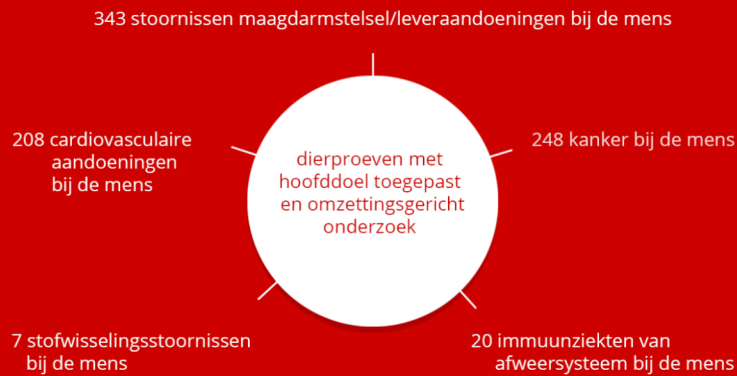 343 stoornissen maagdarmstelsel/leveraandoeningen bij de mens
208 cardiovasculaire
aandoeningen
bij de mens
248 kanker bij de mens
dierproeven met
hoofddoel toegepast
en omzettingsgericht
onderzoek
7 stofwisselingsstoornissen
bij de mens
20 immuunziekten van
afweersysteem bij de mens